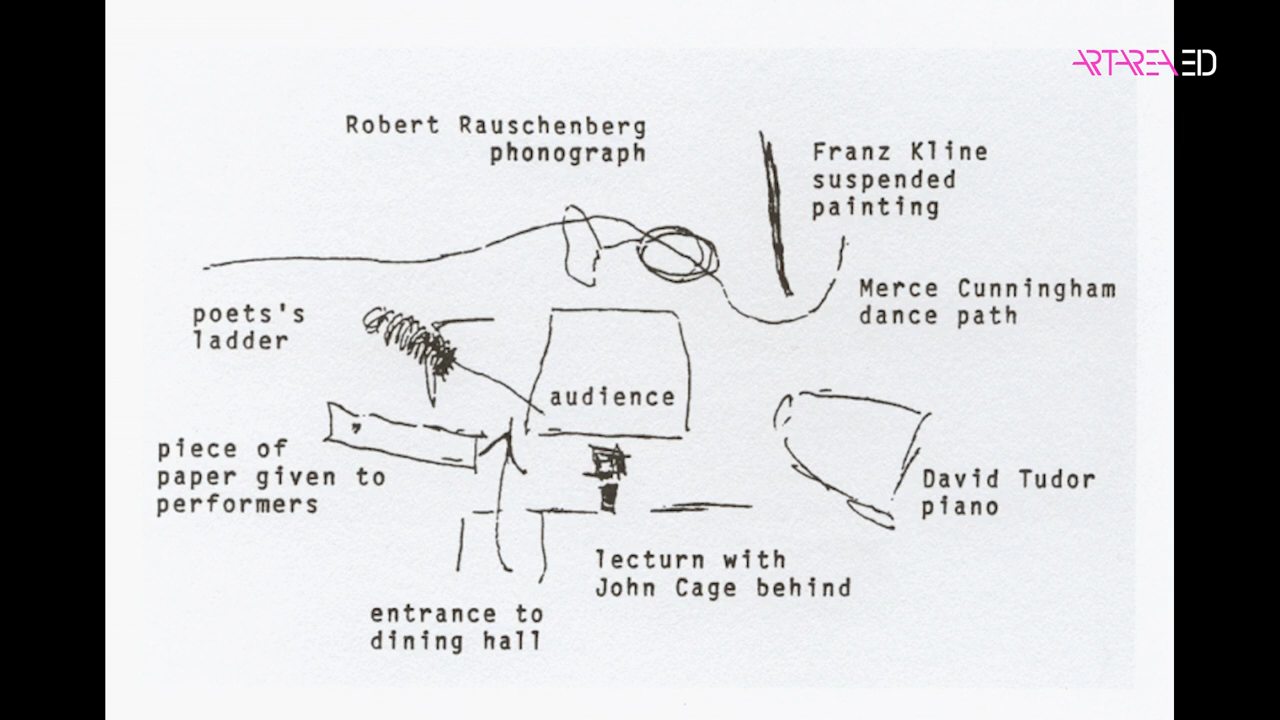 ARTAREA ED
Robert Rauschenberg
phonograph
Franz Kline
suspended
painting
Merce Cunningham
dance path
poets's
ladder
audience
piece of
paper given to
performers
David Tudor
piano
lecturn with
John Cage behind
entrance to
dining hall